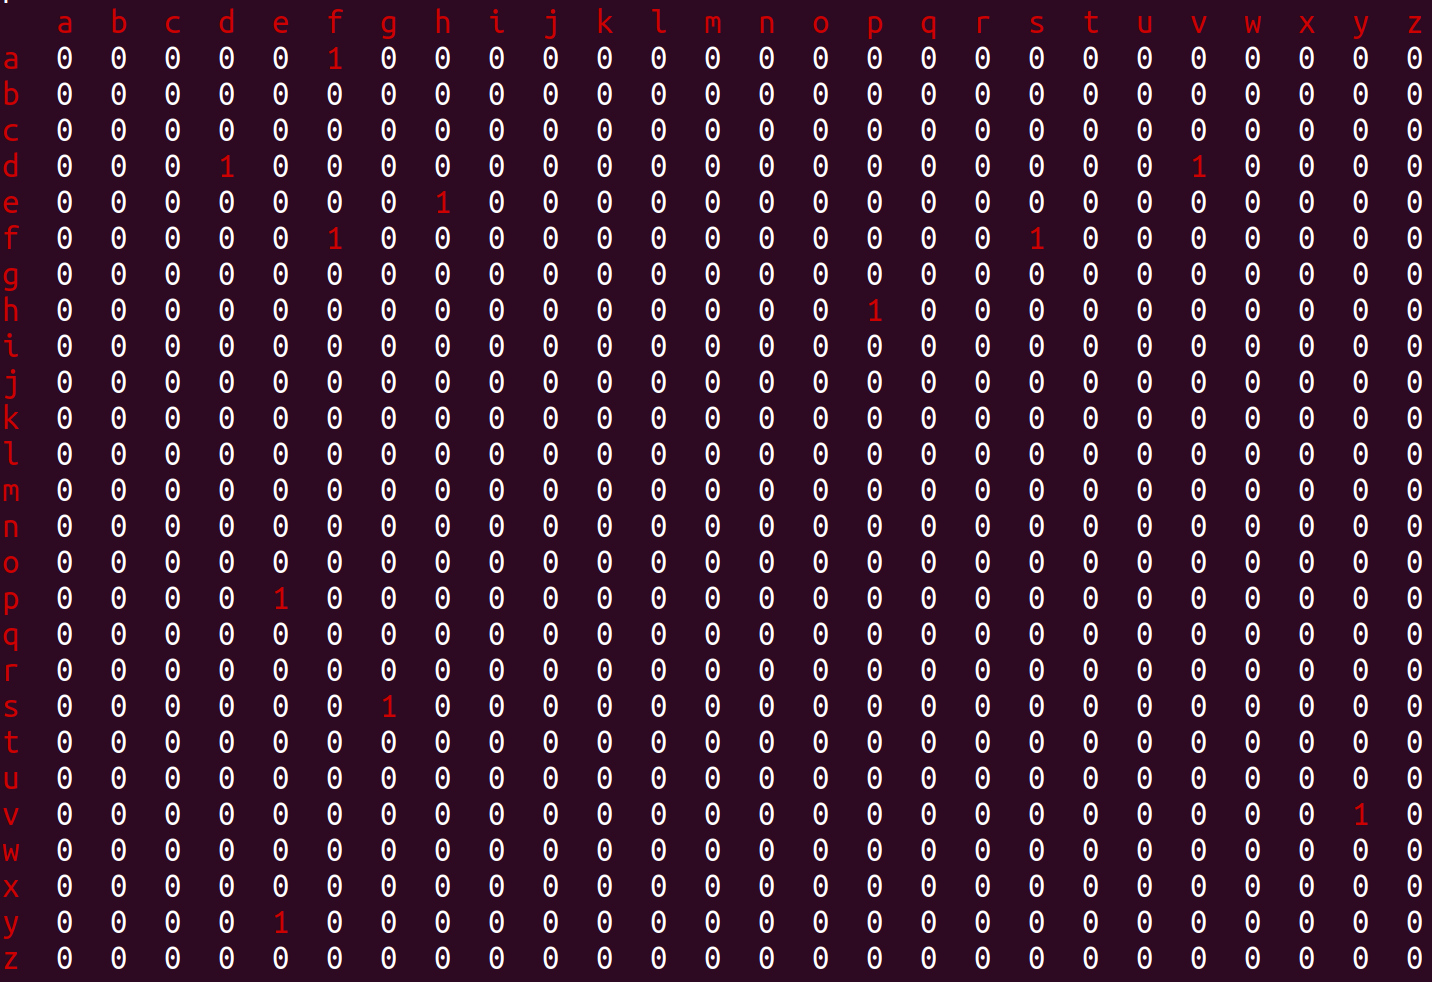 a b c d e f g h i j k l m n o p q r s t u v w x y z
a 0 0 0 0 0 1 0 0 0 0 0 0 0 0 0 0 0 0 0 0 0 0 0 0 0 0
b 0 0 0 0 0 0 0 0 0 0 0 0 0 0 0 0 0 0 0 0 0 0 0 0 0 0
c 0 0 0 0 0 0 0 0 0 0 0 0 0 0 0 0 0 0 0 0 0 0 0 0 0 0
d 0 0 0 1 0 0 0 0 0 0 0 0 0 0 0 0 0 0 0 0 0 1 0 0 0 0
e 0 0 0 0 0 0 0 1 0 0 0 0 0 0 0 0 0 0 0 0 0 0 0 0 0 0
f 0 0 0 0 0 1 0 0 0 0 0 0 0 0 0 0 0 0 1 0 0 0 0 0 0 0
g 0 0 0 0 0 0 0 0 0 0 0 0 0 0 0 0 0 0 0 0 0 0 0 0 0 0
h 0 0 0 0 0 0 0 0 0 0 0 0 0 0 0 1 0 0 0 0 0 0 0 0 0 0
i 0 0 0 0 0 0 0 0 0 0 0 0 0 0 0 0 0 0 0 0 0 0 0 0 0 0
j 0 0 0 0 0 0 0 0 0 0 0 0 0 0 0 0 0 0 0 0 0 0 0 0 0 0
k 0 0 0 0 0 0 0 0 0 0 0 0 0 0 0 0 0 0 0 0 0 0 0 0 0 0
l 0 0 0 0 0 0 0 0 0 0 0 0 0 0 0 0 0 0 0 0 0 0 0 0 0 0
m 0 0 0 0 0 0 0 0 0 0 0 0 0 0 0 0 0 0 0 0 0 0 0 0 0 0
n 0 0 0 0 0 0 0 0 0 0 0 0 0 0 0 0 0 0 0 0 0 0 0 0 0 0
o 0 0 0 0 0 0 0 0 0 0 0 0 0 0 0 0 0 0 0 0 0 0 0 0 0 0
p 0 0 0 0 1 0 0 0 0 0 0 0 0 0 0 0 0 0 0 0 0 0 0 0 0 0
q 0 0 0 0 0 0 0 0 0 0 0 0 0 0 0 0 0 0 0 0 0 0 0 0 0 0
r 0 0 0 0 0 0 0 0 0 0 0 0 0 0 0 0 0 0 0 0 0 0 0 0 0 0
s 0 0 0 0 0 0 1 0 0 0 0 0 0 0 0 0 0 0 0 0 0 0 0 0 0 0
t 0 0 0 0 0 0 0 0 0 0 0 0 0 0 0 0 0 0 0 0 0 0 0 0 0 0
u 0 0 0 0 0 0 0 0 0 0 0 0 0 0 0 0 0 0 0 0 0 0 0 0 0 0
v 0 0 0 0 0 0 0 0 0 0 0 0 0 0 0 0 0 0 0 0 0 0 0 0 1 0
w 0 0 0 0 0 0 0 0 0 0 0 0 0 0 0 0 0 0 0 0 0 0 0 0 0 0
x 0 0 0 0 0 0 0 0 0 0 0 0 0 0 0 0 0 0 0 0 0 0 0 0 0 0
y 0 0 0 0 1 0 0 0 0 0 0 0 0 0 0 0 0 0 0 0 0 0 0 0 0 0
z 0 0 0 0 0 0 0 0 0 0 0 0 0 0 0 0 0 0 0 0 0 0 0 0 0 0